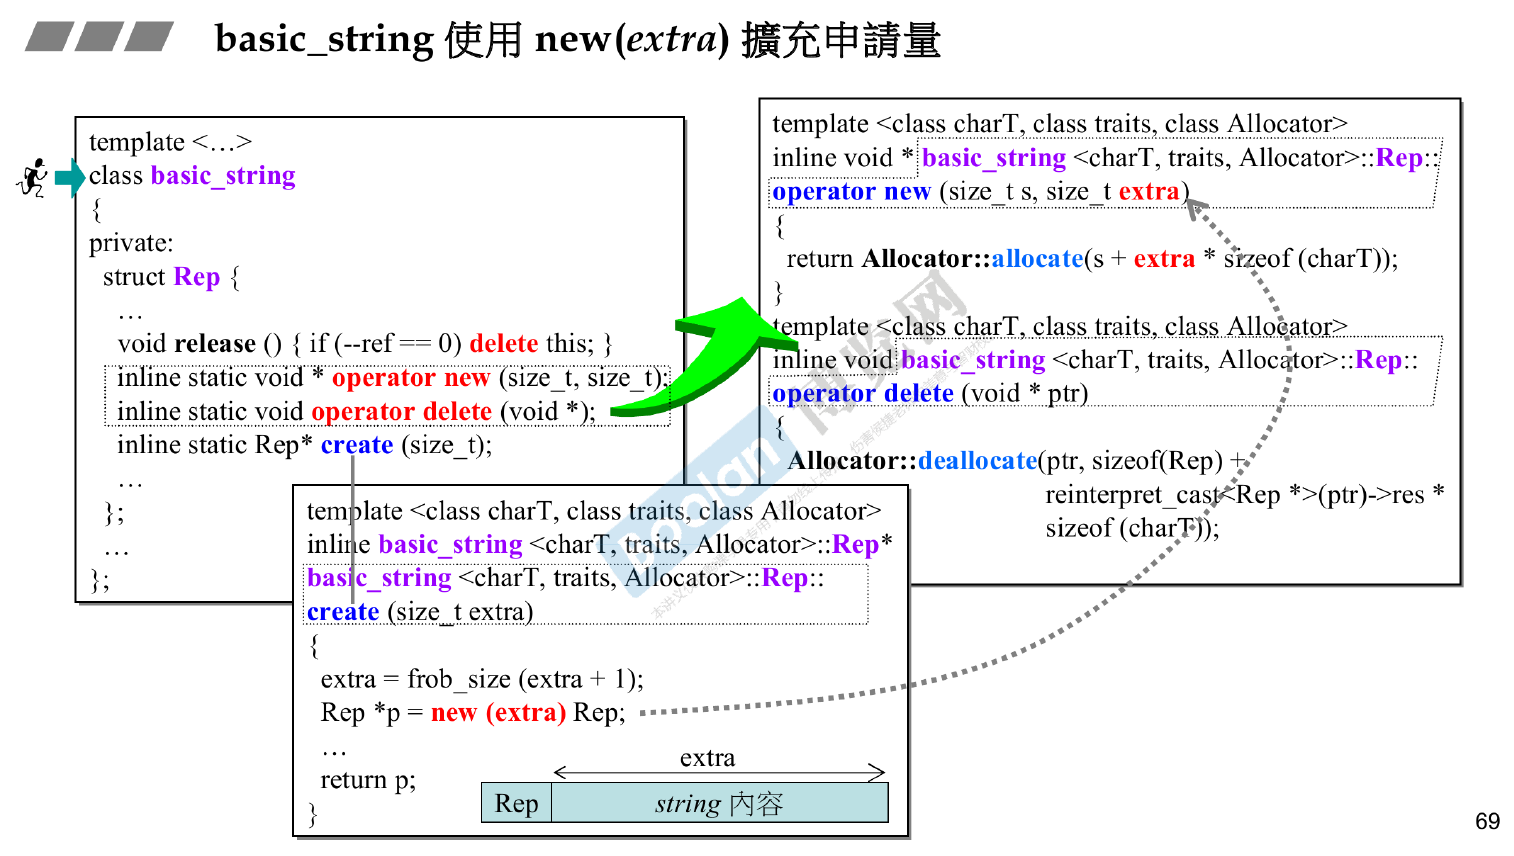 basic_string 使用 new(extra) 擴充申請量
template <…>
class basic_string
{
private:
struct Rep {
…
void release () { if (--ref == 0) delete this; }
inline static void * operator new (size_t, size_t);
inline static void operator delete (void *);
inline static Rep* create (size_t);
…
};
…
};
template <class charT, class traits, class Allocator>
inline void * basic_string <charT, traits, Allocator>::Rep::
operator new (size_t s, size_t extra)
{
return Allocator::allocate(s + extra * sizeof (charT));
}
template <class charT, class traits, class Allocator>
inline void basic_string <charT, traits, Allocator>::Rep::
operator delete (void * ptr)
{
Allocator::deallocate(ptr, sizeof(Rep) +
reinterpret_cast<Rep *>(ptr)->res *
sizeof (charT));
template <class charT, class traits, class Allocator>
inline basic_string <charT, traits, Allocator>::Rep*
basic_string <charT, traits, Allocator>::Rep::
create (size_t extra)
{
extra = frob_size (extra + 1);
Rep *p = new (extra) Rep;
…
return p;
}
extra
Rep string 內容
boolan 博览网
69